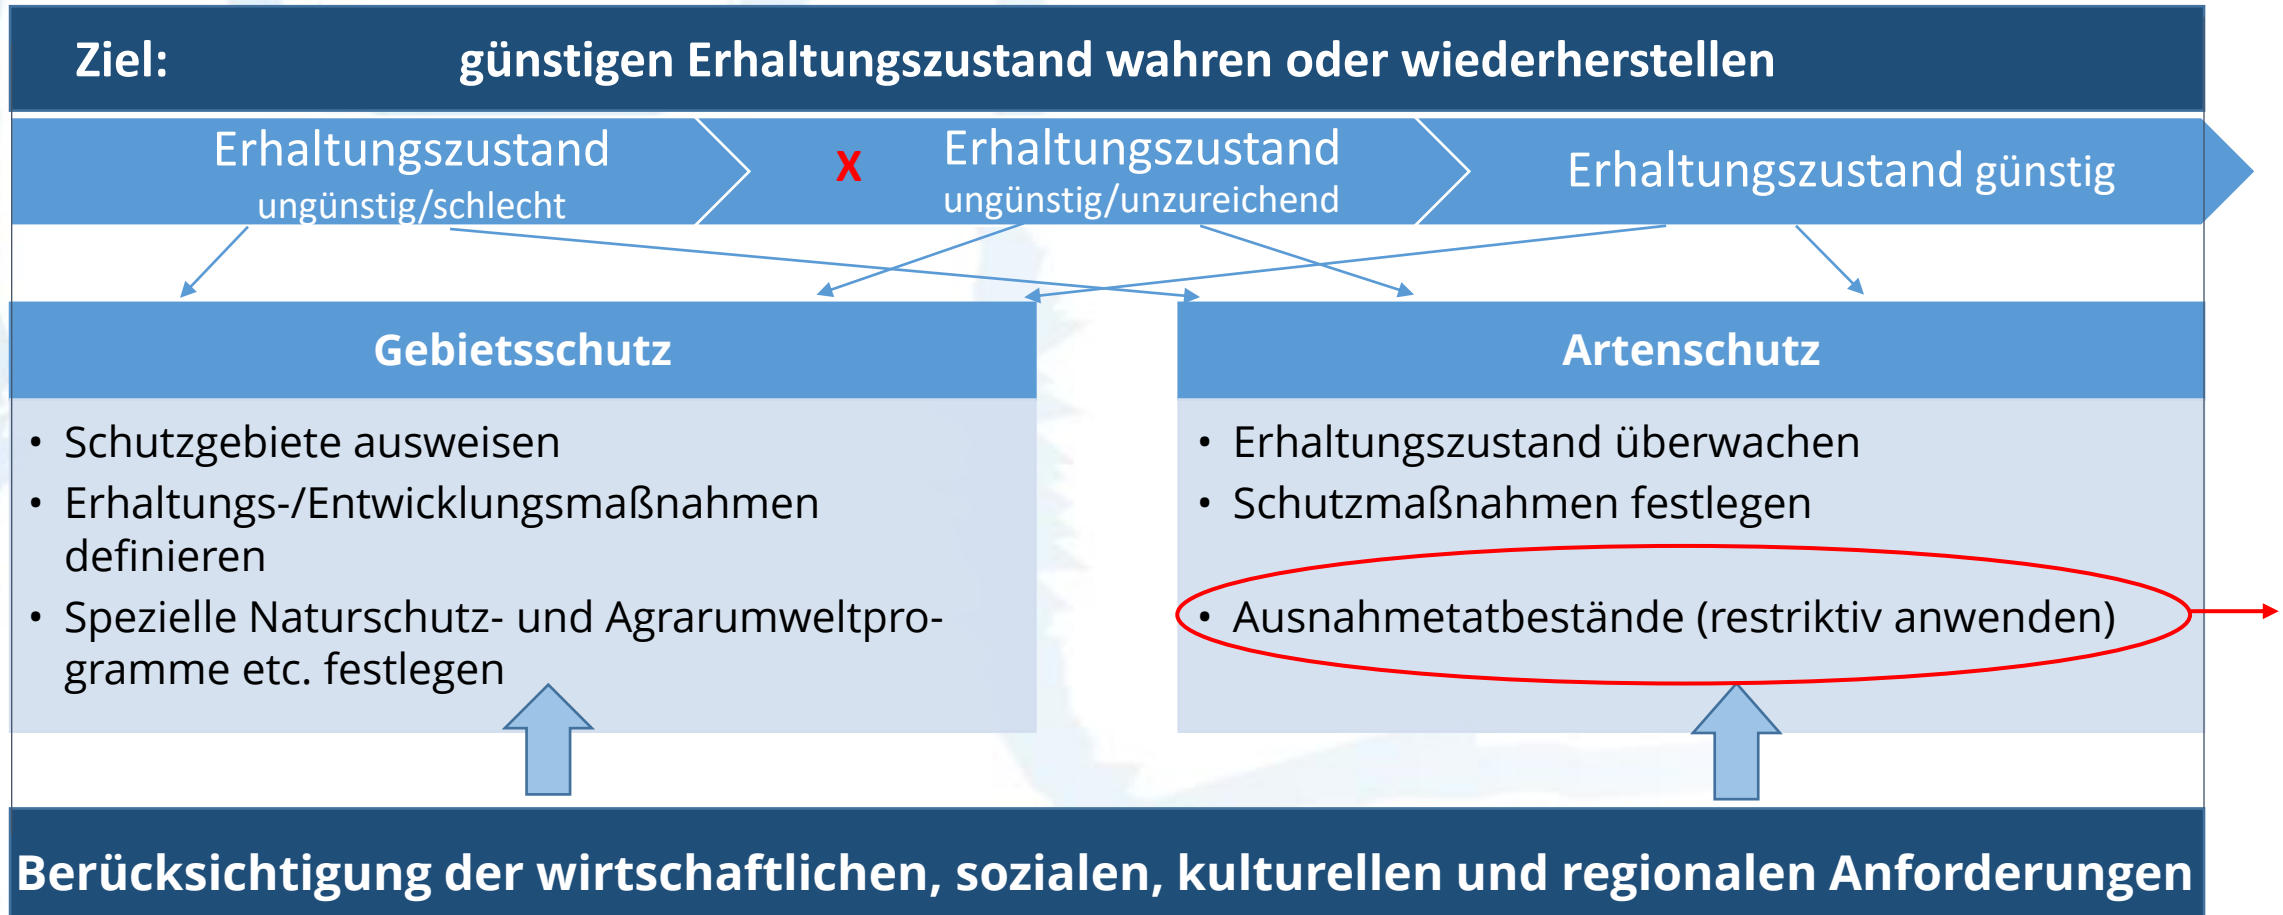 Ziel: günstigen Erhaltungszustand wahren oder wiederherstellen
Erhaltungszustand
ungünstig/schlecht
X
Erhaltungszustand
ungünstig/unzureichend
Erhaltungszustand günstig
Gebietsschutz
• Schutzgebiete ausweisen
• Erhaltungs-/Entwicklungsmaßnahmen
definieren
• Spezielle Naturschutz- und Agrarumweltpro-
gramme etc. festlegen
Artenschutz
• Erhaltungszustand überwachen
• Schutzmaßnahmen festlegen
• Ausnahmetatbestände (restriktiv anwenden)
Berücksichtigung der wirtschaftlichen, sozialen, kulturellen und regionalen Anforderungen